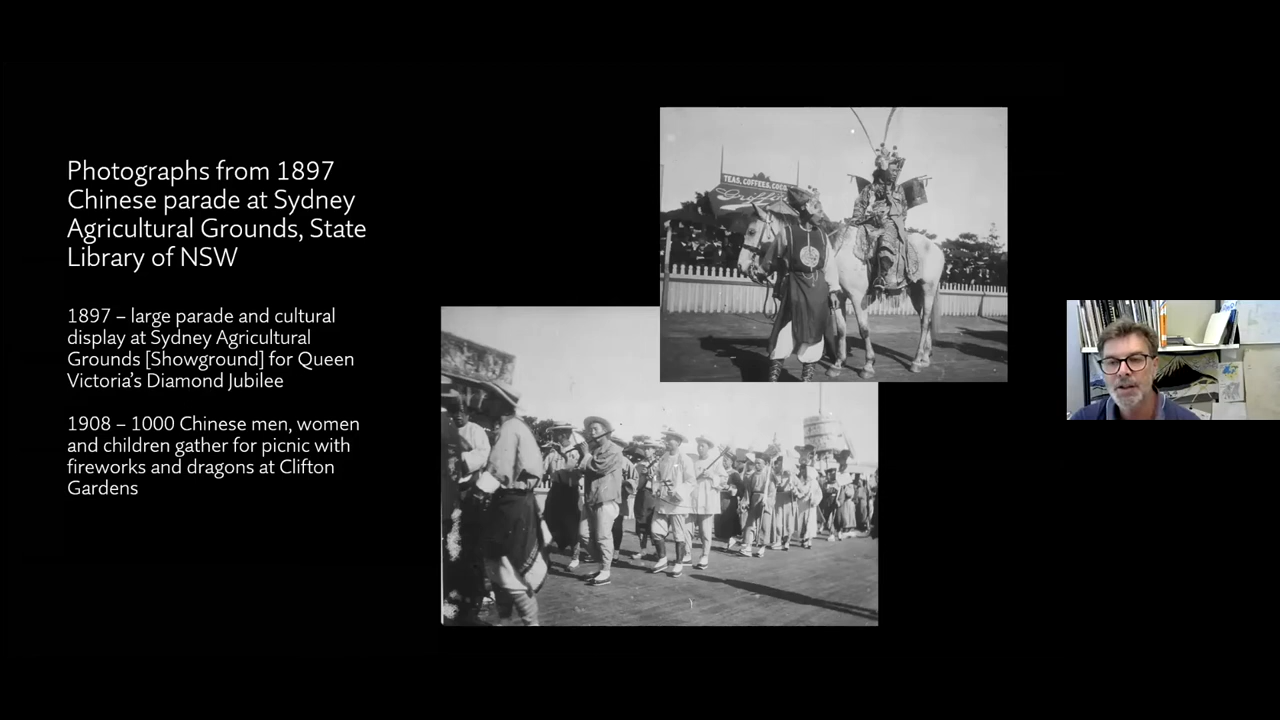 Photographs from 1897
Chinese parade at Sydney
Agricultural Grounds, State
Library of NSW
1897 – large parade and cultural
display at Sydney Agricultural
Grounds [Showground] for Queen
Victoria's Diamond Jubilee
1908 – 1000 Chinese men, women
and children gather for picnic with
fireworks and dragons at Clifton
Gardens
TEAS, COFFEES, COCO